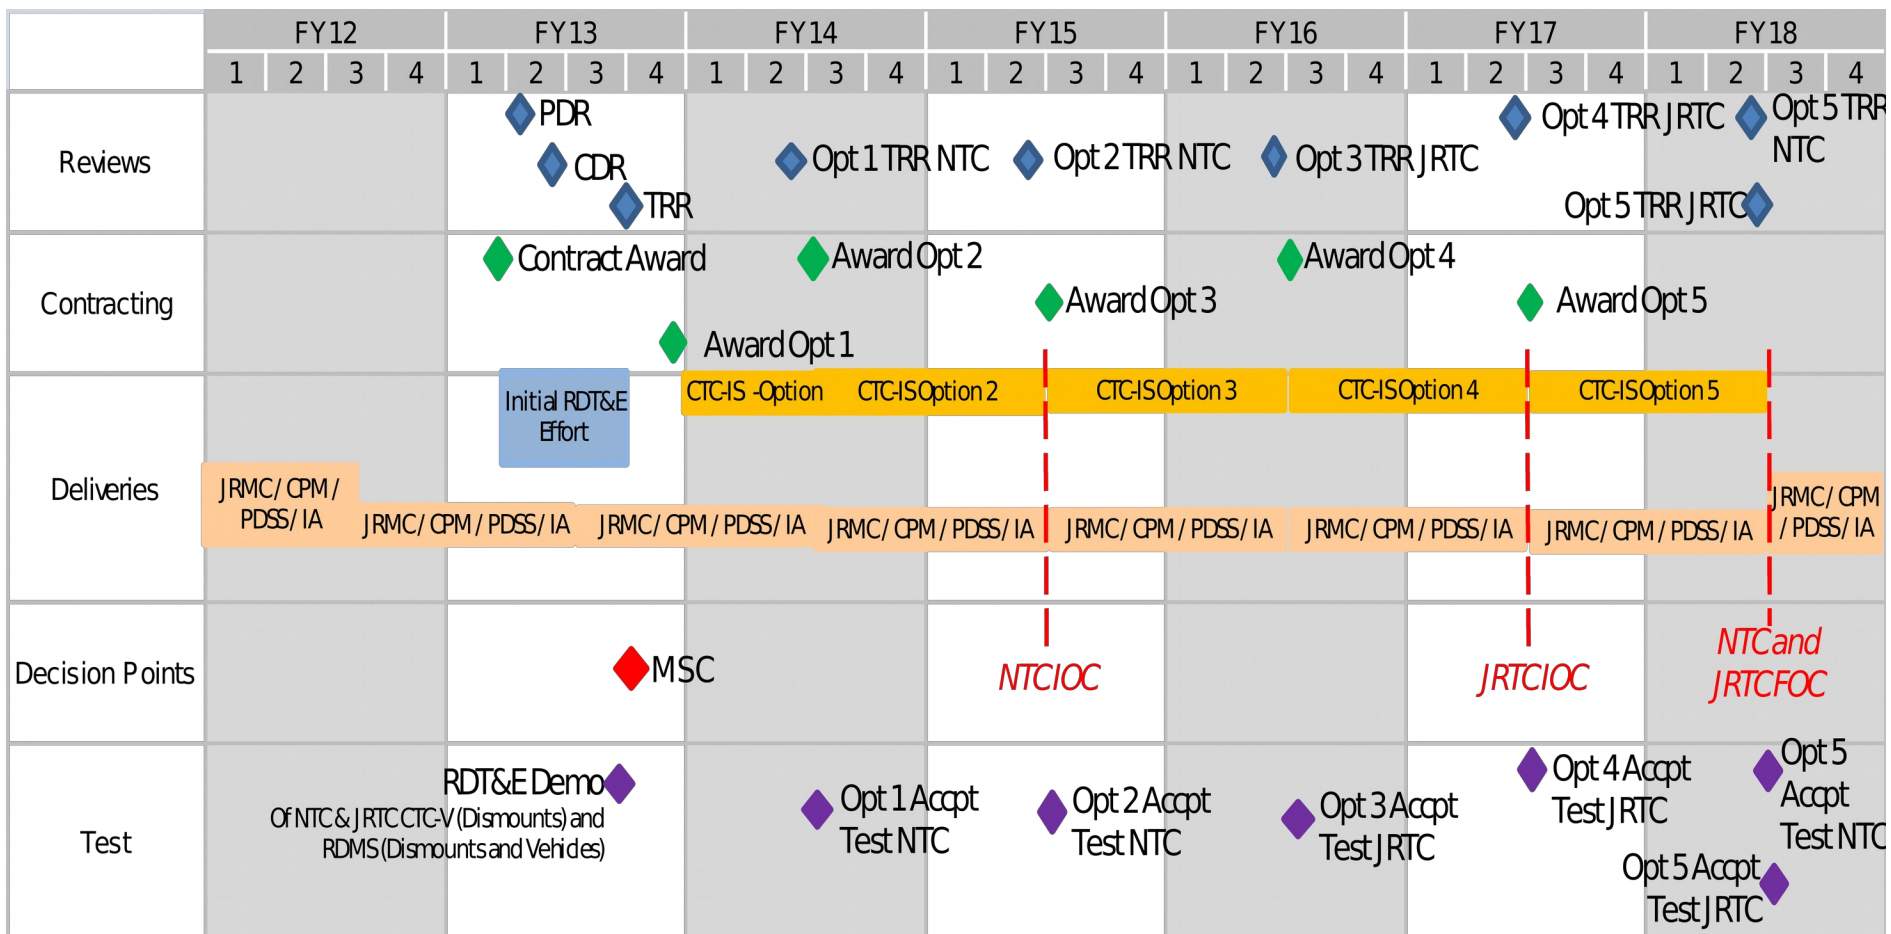 FY12 FY13 FY14 FY15 FY16 FY17 FY18
1 2 3 4 1 2 3 4 1 2 3 4 1 2 3 4 1 2 3 4 1 2 3 4 1 2 3 4
Reviews
PDR
CDR
TRR
Opt 1 TRR NTC
Opt 2 TRR NTC
Opt 3 TRR JRTC
Opt 4 TRR JRTC
Opt 5 TRR
NTC
Opt 5 TRR JRTC
Contracting
Contract Award
Award Opt 1
Award Opt 2
Award Opt 3
Award Opt 4
Award Opt 5
Deliveries
Initial RDT&E
Effort
CTC-IS -Option
CTC-IS Option 2
CTC-IS Option 3
CTC-IS Option 4
CTC-IS Option 5
JRMC / CPM /
PDSS / IA
JRMC / CPM / PDSS / IA
JRMC / CPM / PDSS / IA
JRMC / CPM / PDSS / IA
JRMC / CPM / PDSS / IA
JRMC / CPM / PDSS / IA
JRMC / CPM / PDSS / IA
JRMC / CPM
/ PDSS / IA
Decision Points
MSC
NTC IOC
JRTC IOC
NTC and
JRTC FOC
Test
RDT&E Demo
Of NTC & JRTC CTC-V (Dismounts) and
RDMS (Dismounts and Vehicles)
Opt 1 Accpt
Test NTC
Opt 2 Accpt
Test NTC
Opt 3 Accpt
Test JRTC
Opt 4 Accpt
Test JRTC
Opt 5
Accpt
Test NTC
Opt 5 Accpt
Test JRTC